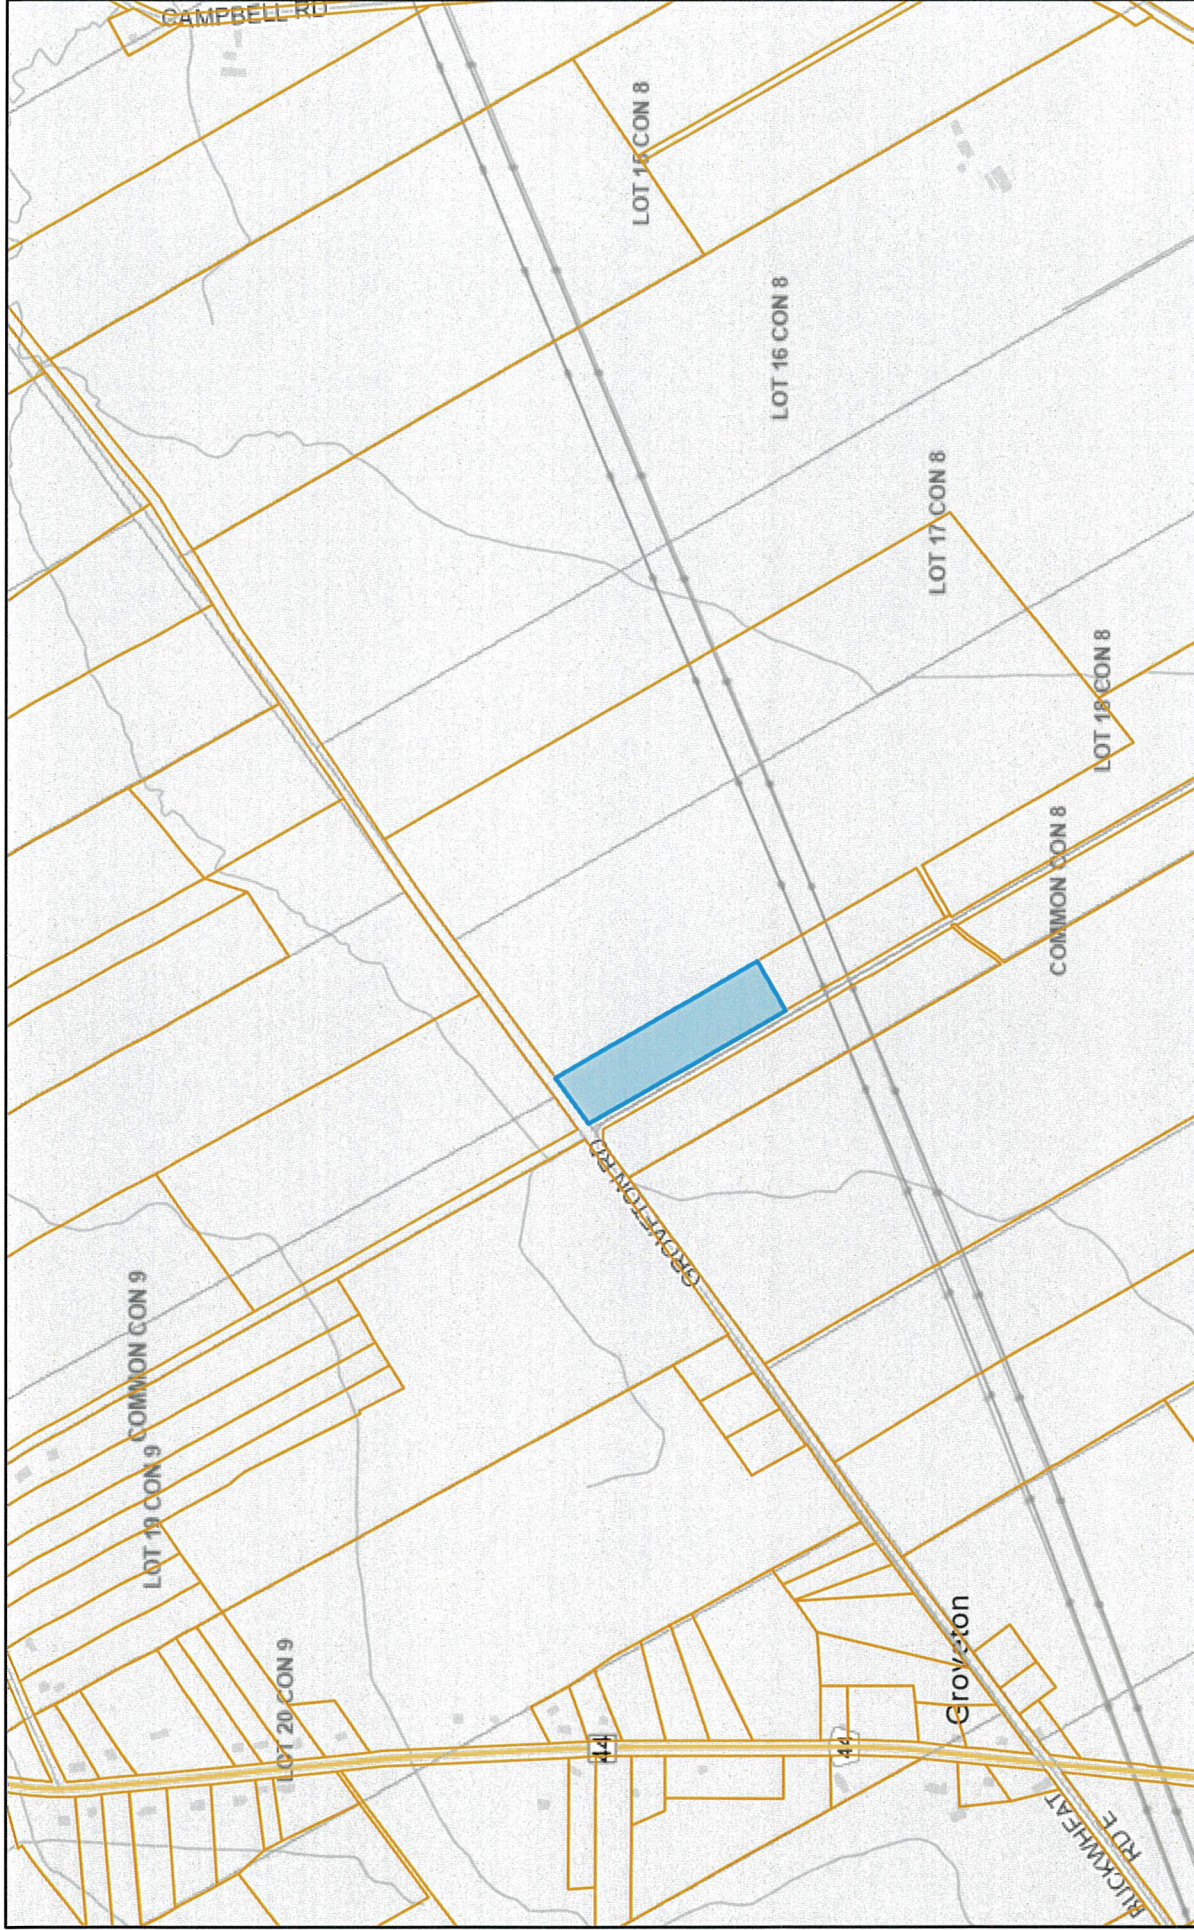 CAMPBELL RD
LOT 15 CON 8
LOT 16 CON 8
LOT 17 CON 8
LOT 18 CON 8
COMMON CON 8
GROVETON RD
COMMON CON 9
LOT 19 CON 9
LOT 20 CON 9
44
44
Groveton
BUCKWHEAT
RD E